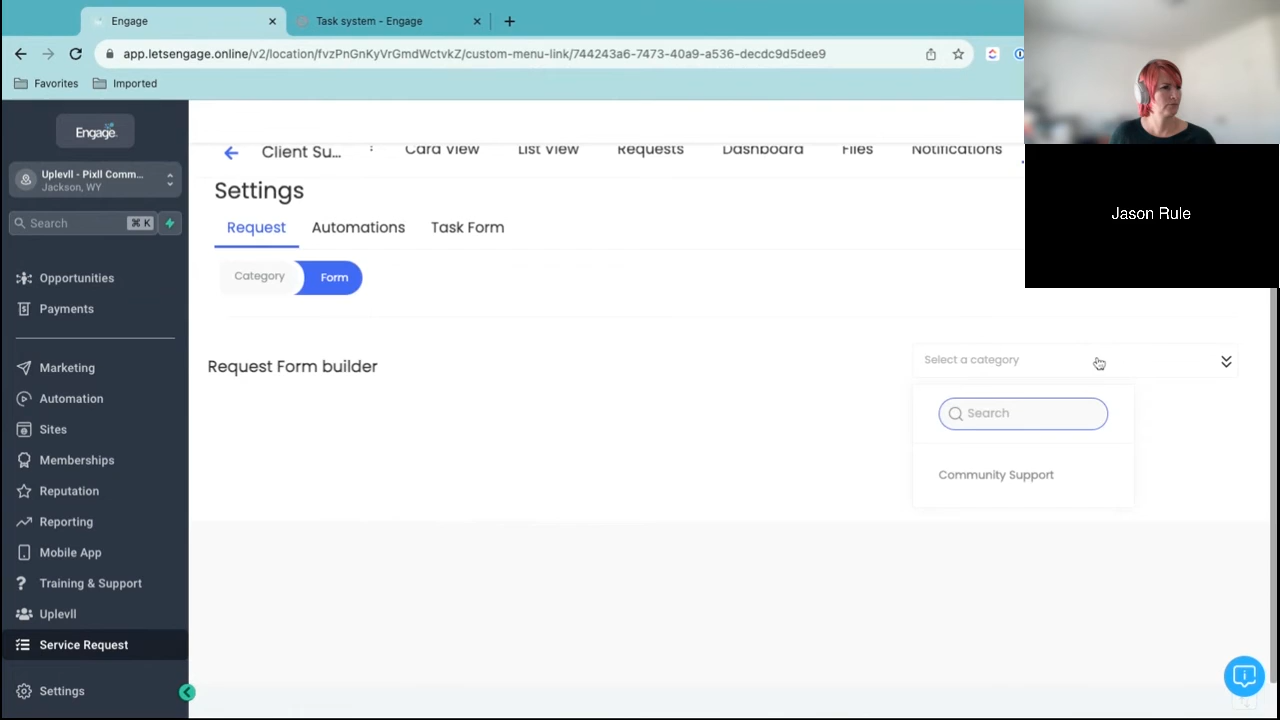 Engage
Task system - Engage
app.letsengage.online/v2/location/fvzPnGnKyVrGmdWctvkZ/custom-menu-link/744243a6-7473-40a9-a536-decdc9d5dee9
Favorites
Imported
Engage
Uplevll - Pixll Comm...
Jackson, WY
Search ⌘ K
Opportunities
Payments
Marketing
Automation
Sites
Memberships
Reputation
Reporting
Mobile App
Training & Support
Uplevll
Service Request
Settings
Client Su... Card View List View Requests Dashboard Files Notifications
Settings
Request Automations Task Form
Category Form
Request Form builder
Select a category
Search
Community Support
Jason Rule